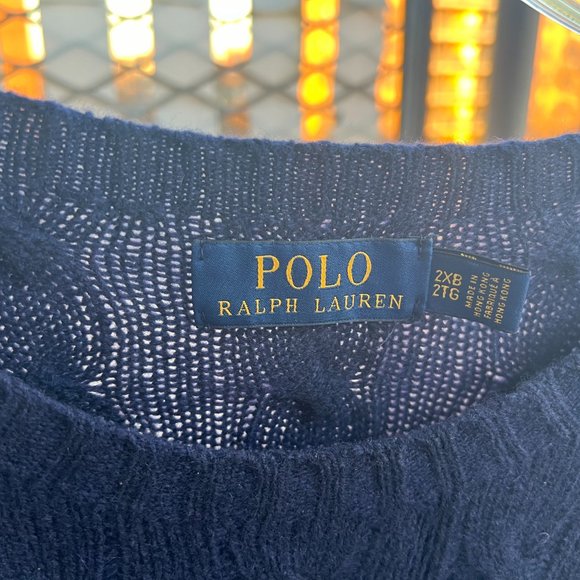 POLO
RALPH LAUREN
2XB
2TG
MADE IN
HONG KONG
FABRIQUÉ À
HONG KONG